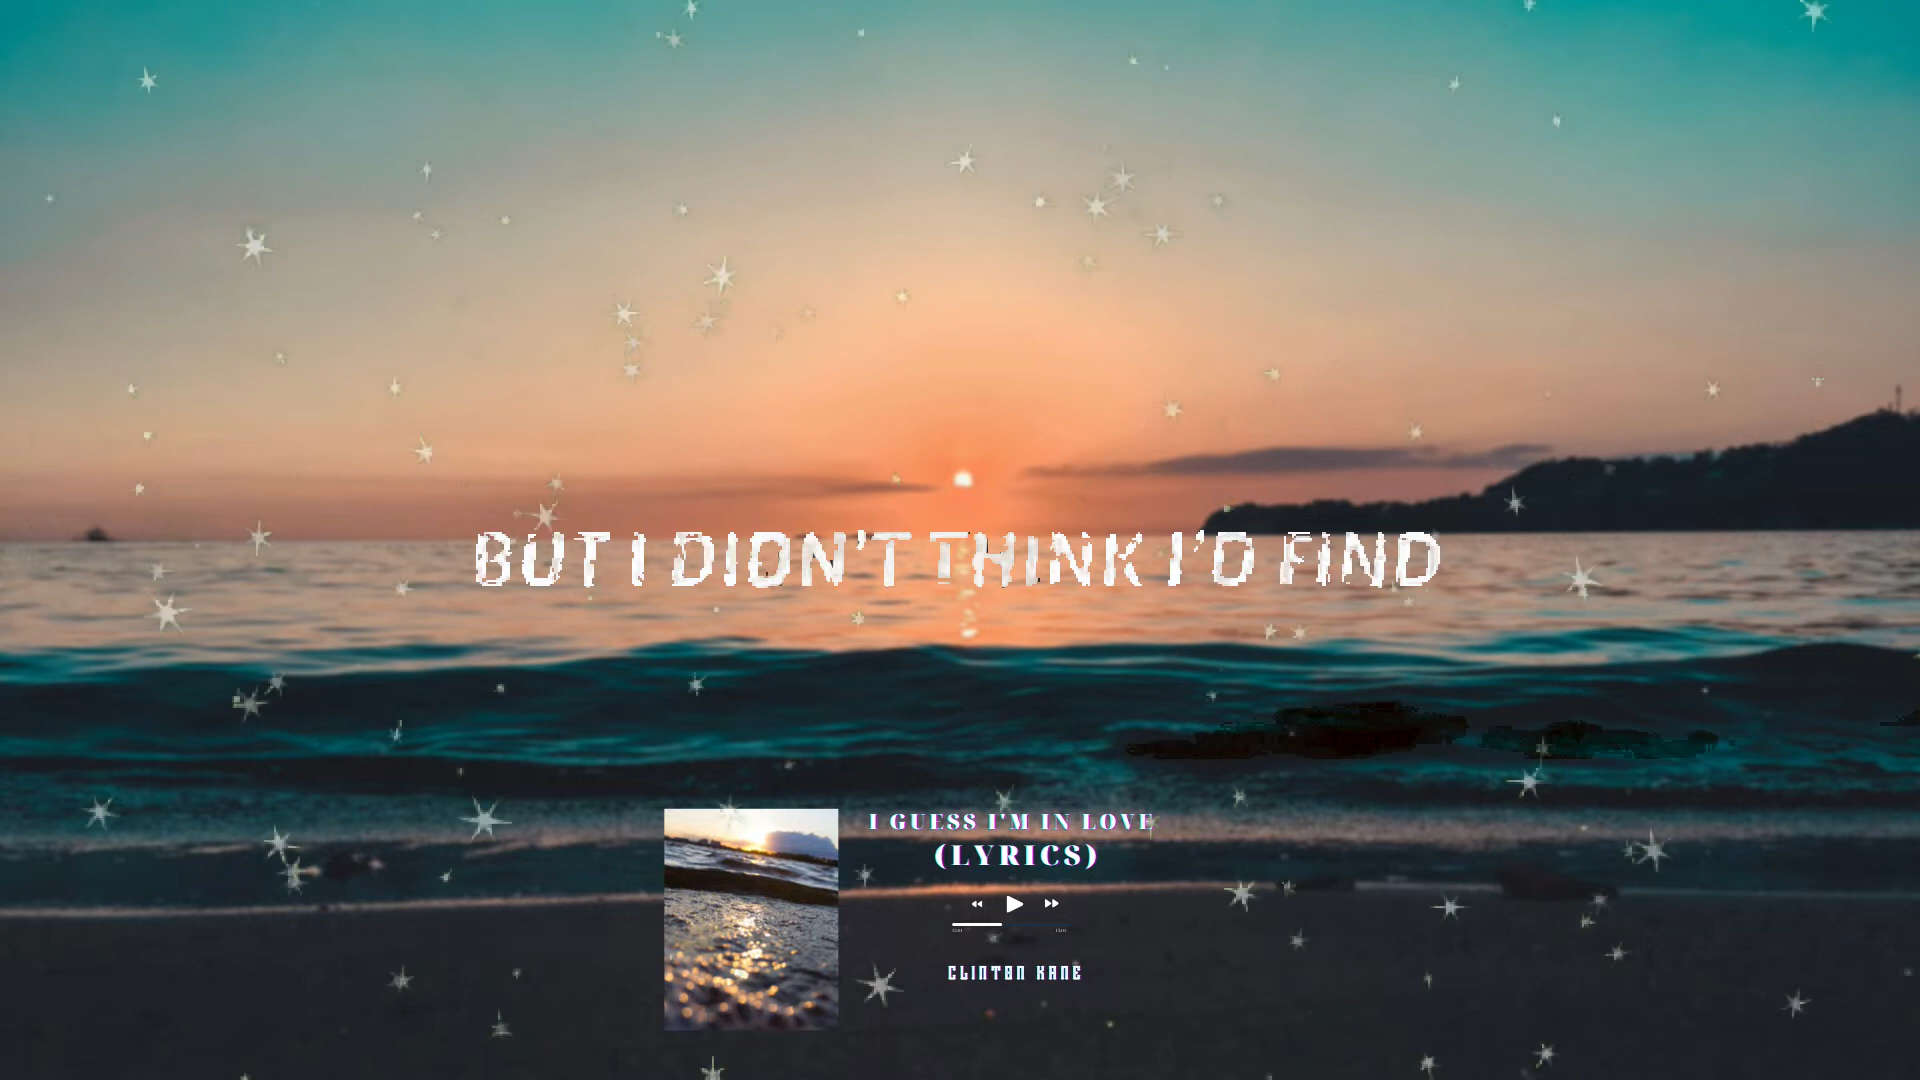 BUT I DIDN'T THINK I'D FIND
I GUESS I'M IN LOVE
(LYRICS)
CLINTON KANE